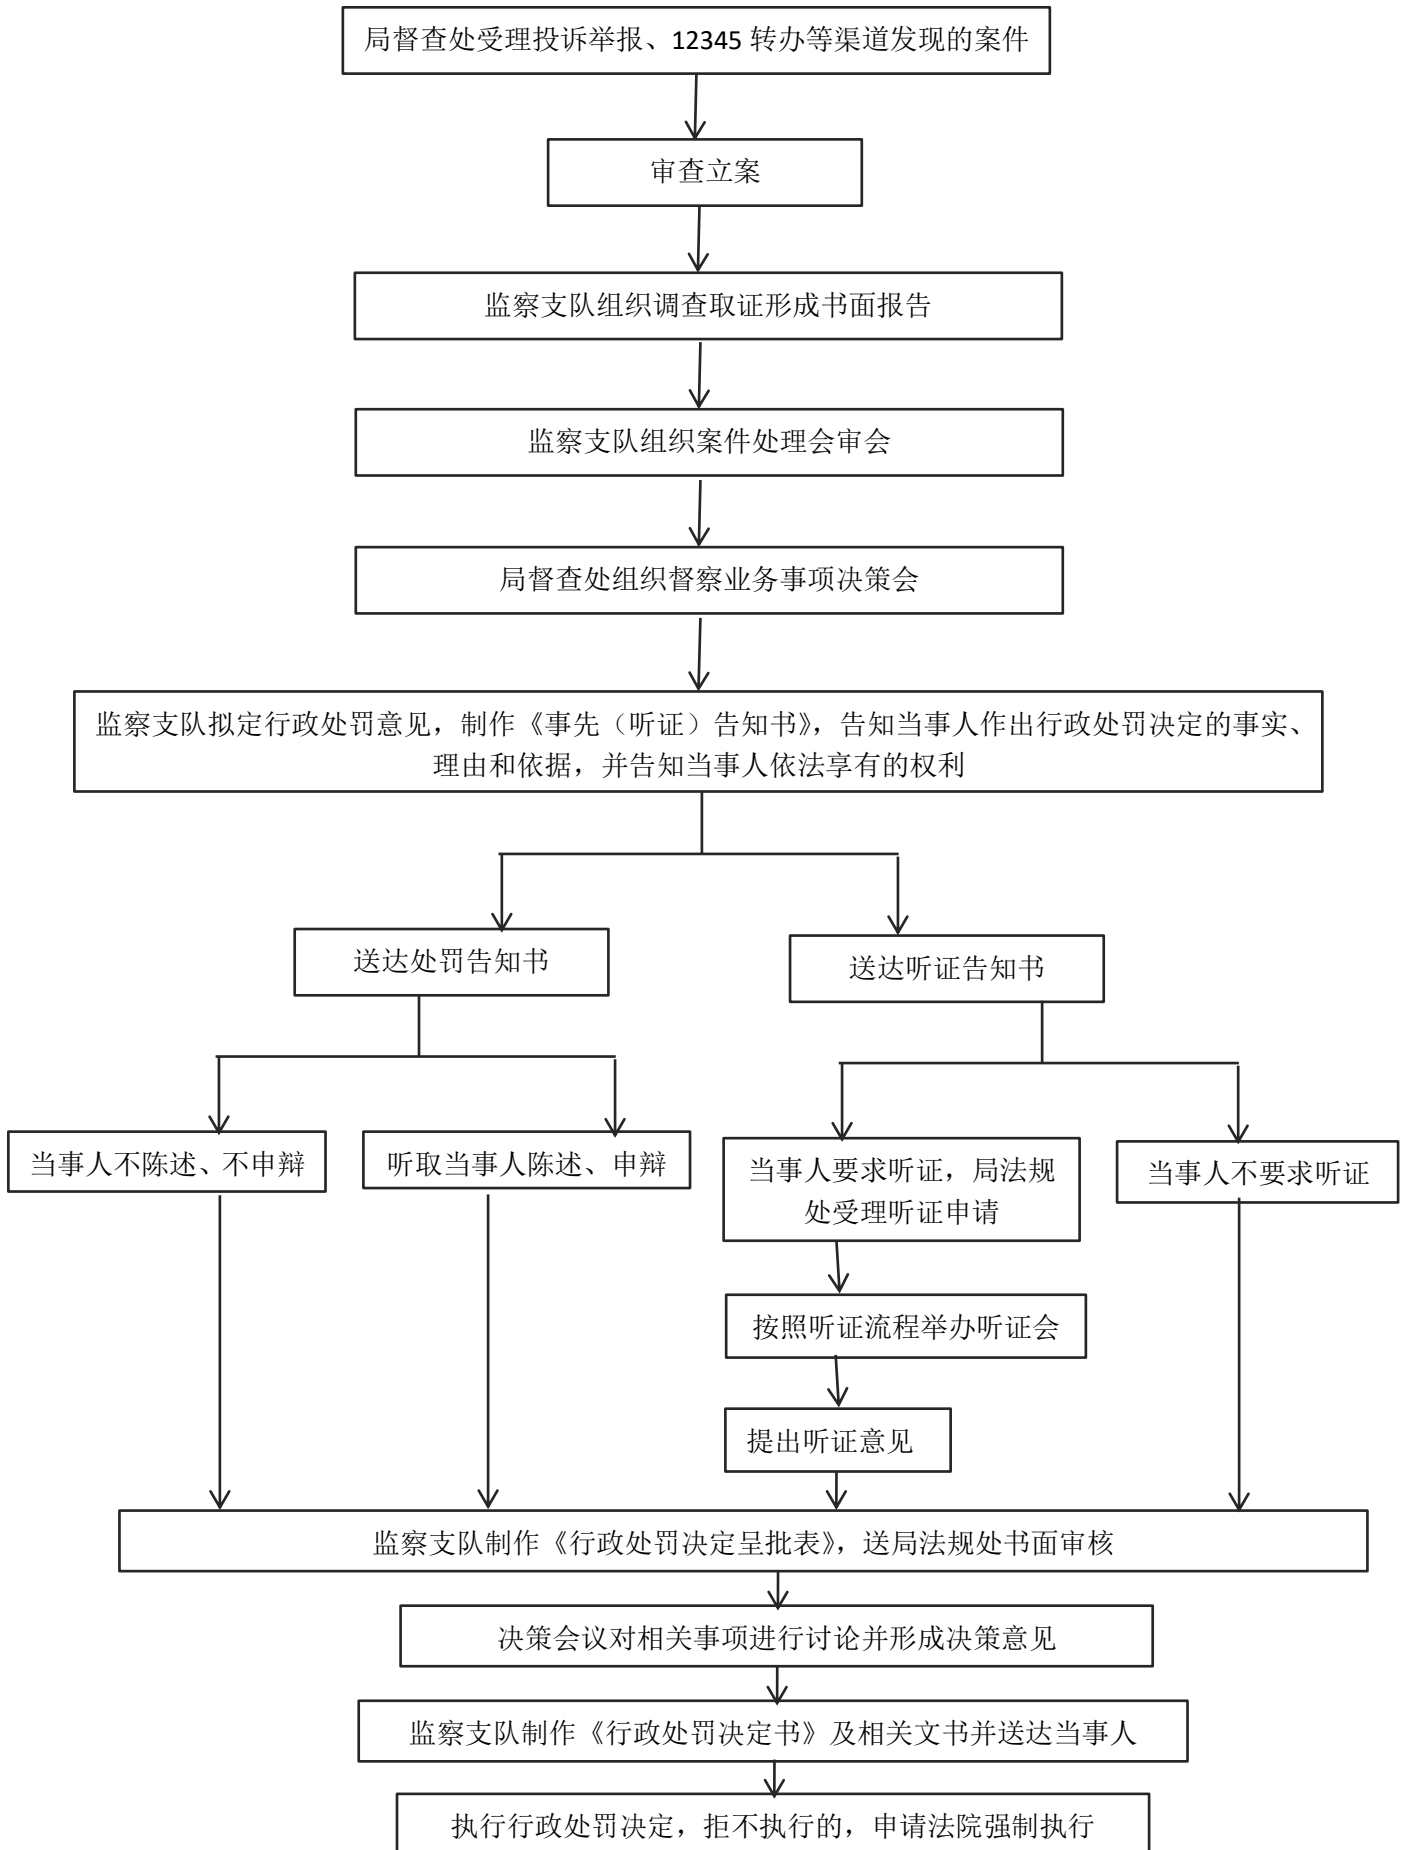 局督查处受理投诉举报、12345 转办等渠道发现的案件
审查立案
监察支队组织调查取证形成书面报告
监察支队组织案件处理会审会
局督查处组织督察业务事项决策会
监察支队拟定行政处罚意见，制作《事先（听证）告知书》，告知当事人作出行政处罚决定的事实、
理由和依据，并告知当事人依法享有的权利
送达处罚告知书
送达听证告知书
当事人不陈述、不申辩
听取当事人陈述、申辩
当事人要求听证，局法规
处受理听证申请
当事人不要求听证
按照听证流程举办听证会
提出听证意见
监察支队制作《行政处罚决定呈批表》，送局法规处书面审核
决策会议对相关事项进行讨论并形成决策意见
监察支队制作《行政处罚决定书》及相关文书并送达当事人
执行行政处罚决定，拒不执行的，申请法院强制执行